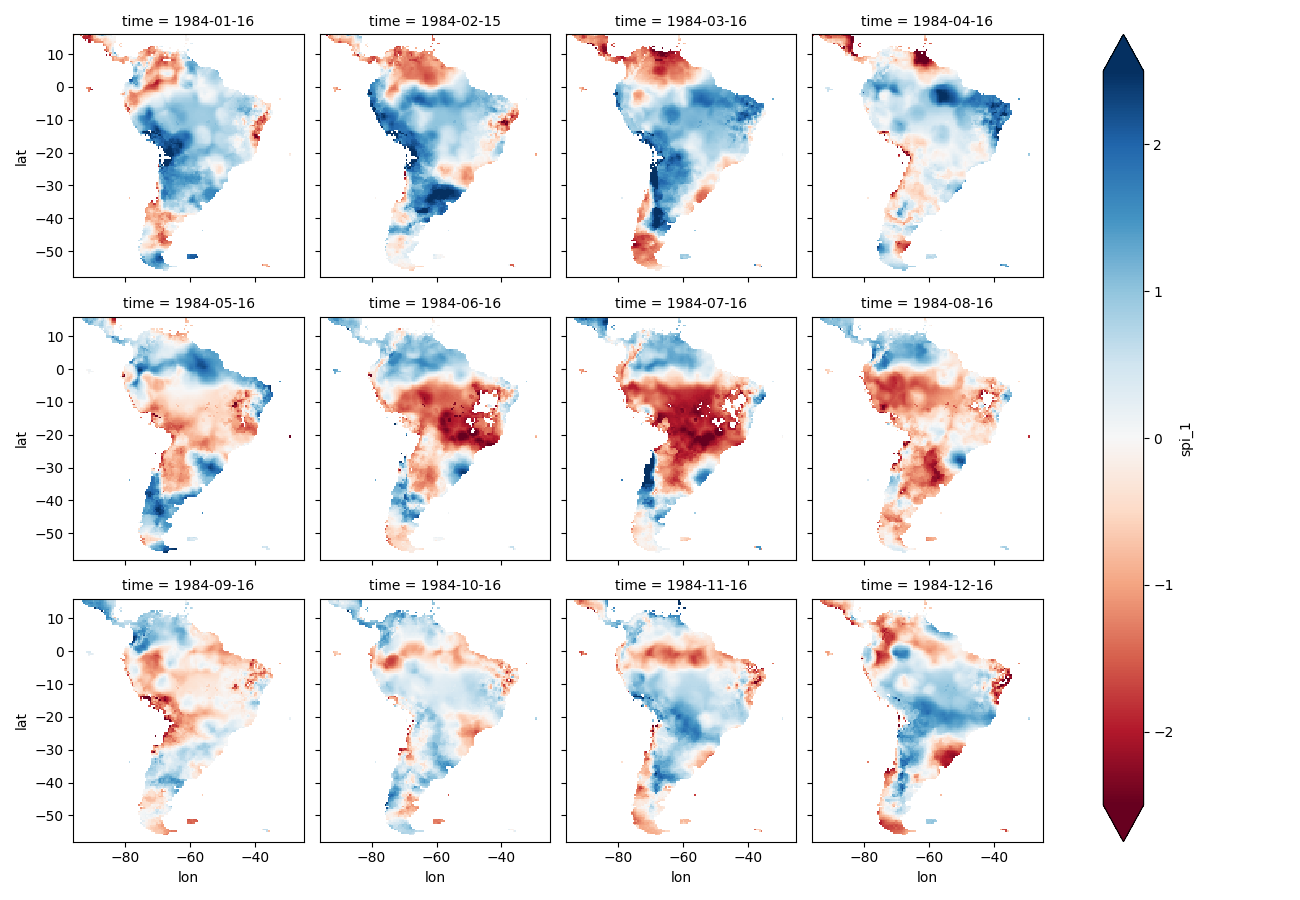 time = 1984-01-16
time = 1984-02-15
time = 1984-03-16
time = 1984-04-16
10
0
−10
−20
−30
−40
−50
lat
time = 1984-05-16
time = 1984-06-16
time = 1984-07-16
time = 1984-08-16
10
0
−10
−20
−30
−40
−50
lat
time = 1984-09-16
time = 1984-10-16
time = 1984-11-16
time = 1984-12-16
10
0
−10
−20
−30
−40
−50
lat
−80 −60 −40
lon
−80 −60 −40
lon
−80 −60 −40
lon
−80 −60 −40
lon
2
1
0
−1
−2
spi_1